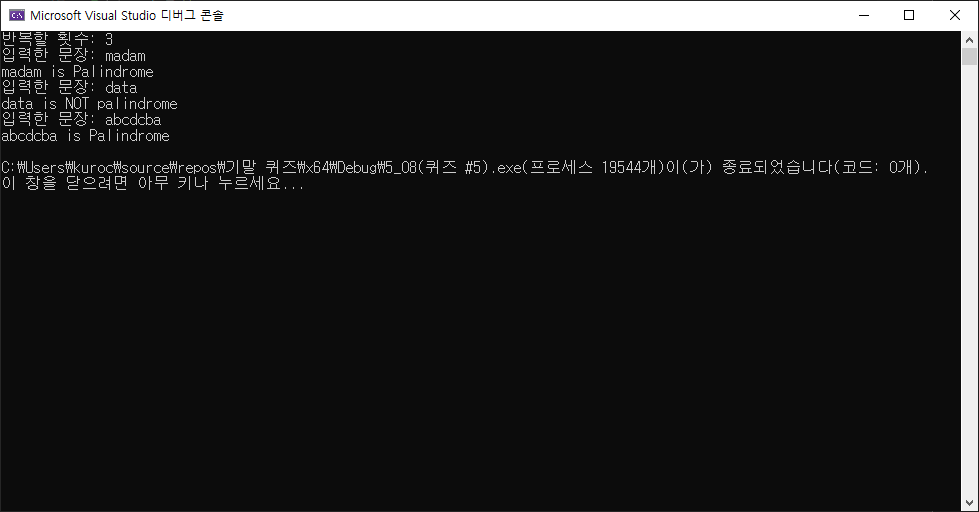 Microsoft Visual Studio 디버그 콘솔
반복할 횟수: 3
입력한 문장: madam
madam is Palindrome
입력한 문장: data
data is NOT palindrome
입력한 문장: abcdcba
abcdcba is Palindrome
C:₩Users₩kuroc₩source₩repos₩기말 퀴즈₩x64₩Debug₩5_08(퀴즈 #5).exe(프로세스 19544개)이(가) 종료되었습니다(코드: 0개).
이 창을 닫으려면 아무 키나 누르세요...